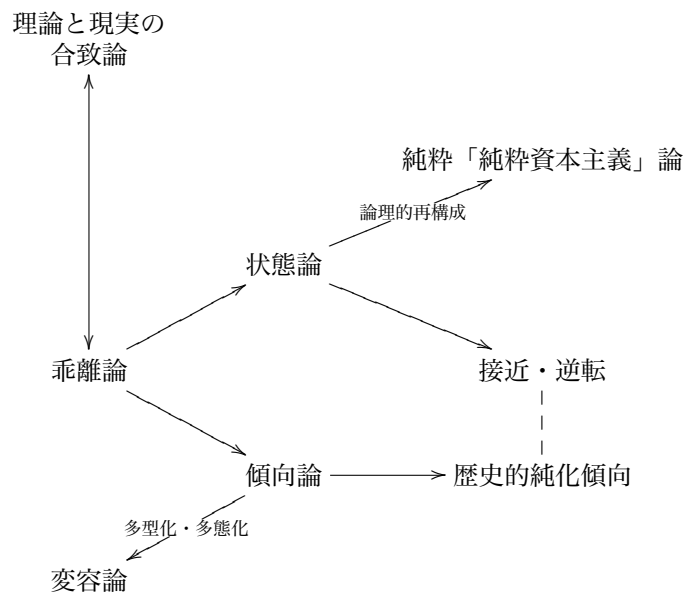 理論と現実の
合致論
純粋「純粋資本主義」論
論理的再構成
状態論
乖離論
接近・逆転
傾向論
歴史的純化傾向
多型化・多態化
変容論